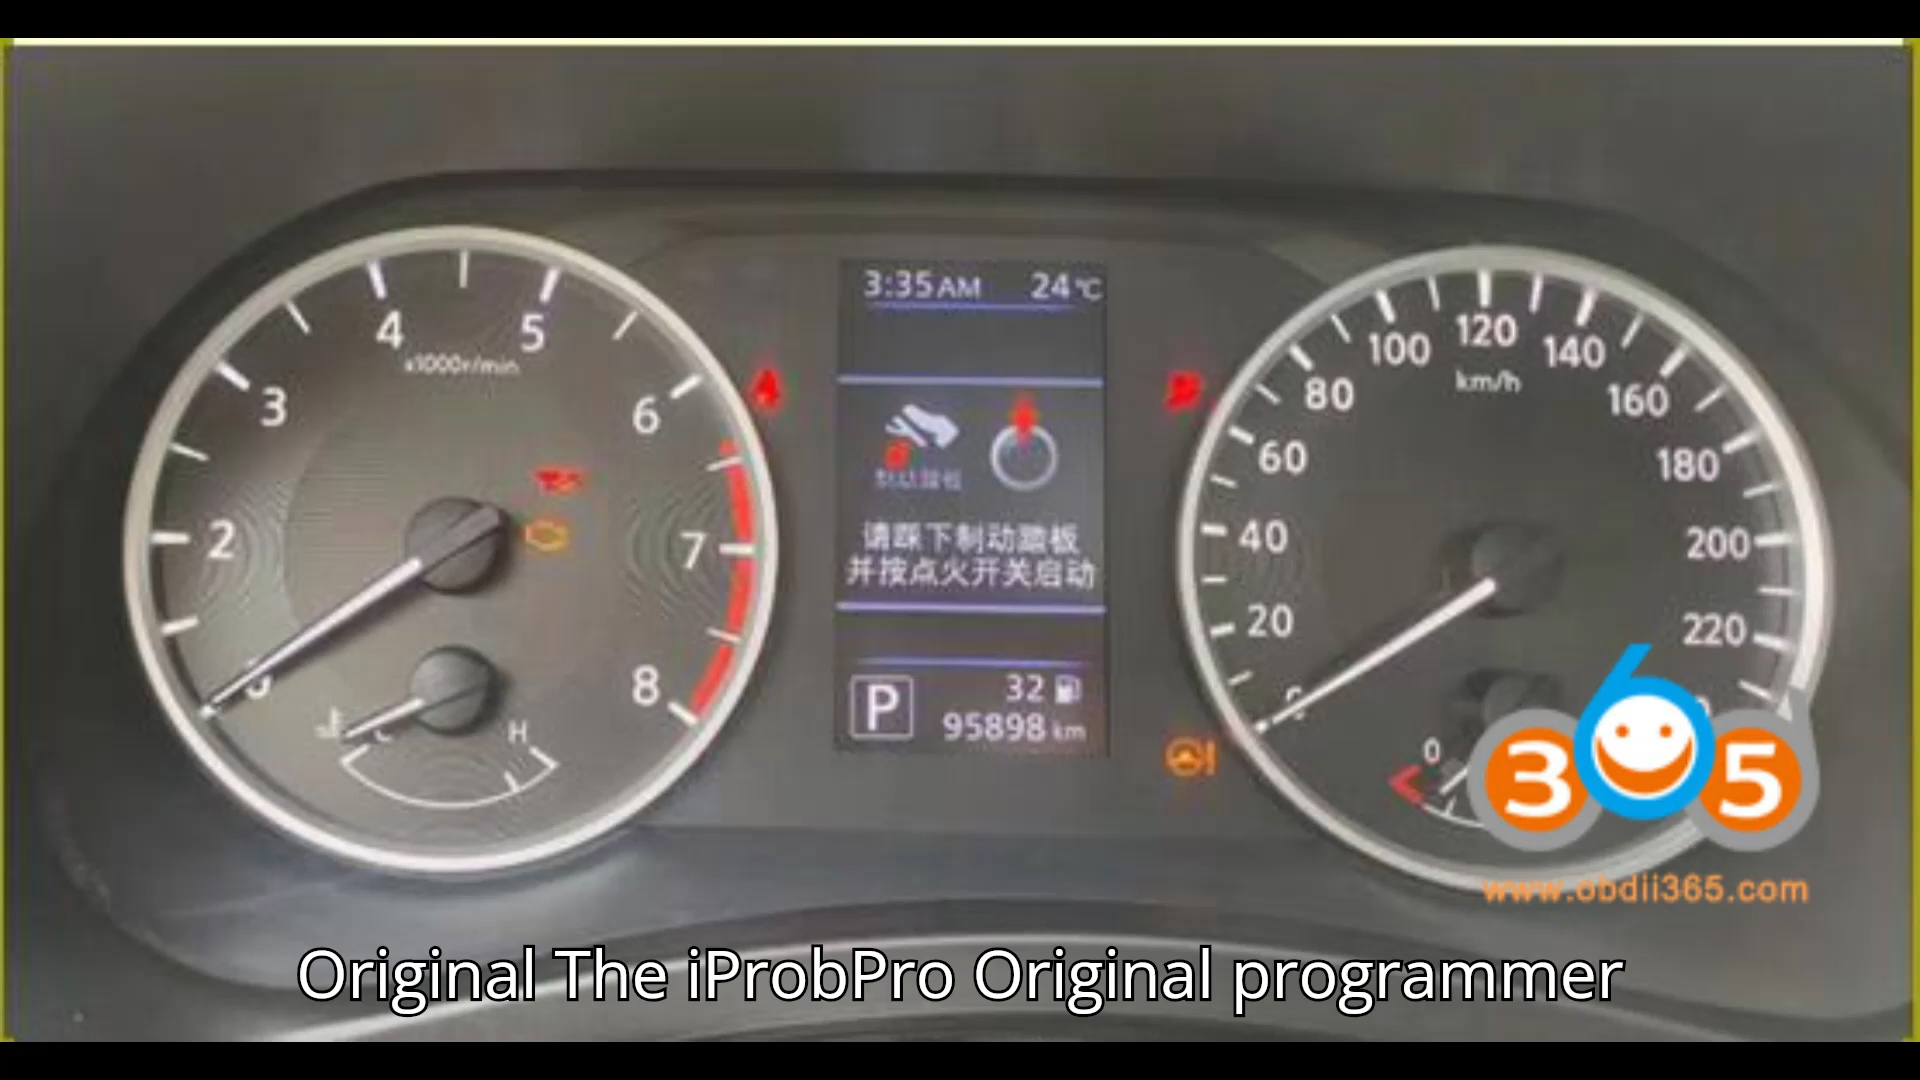 3:35 AM 24 °C
4
5
x1000r/min
3
6
2
7
8
H
请踩下制动踏板
并按点火开关启动
P
32
95898 km
100
120
140
80
km/h
160
60
180
40
200
20
220
0
365
www.obdii365.com
Original The iProbPro Original programmer